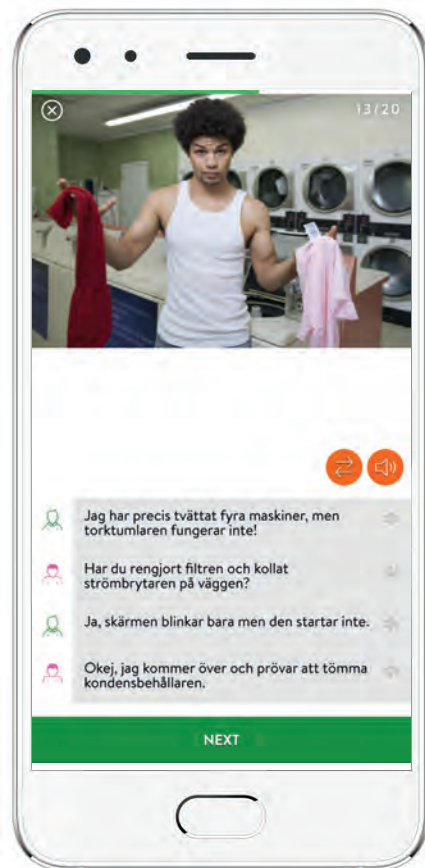 13/20
Jag har precis tvättat fyra maskiner, men
torktumlaren fungerar inte!
Har du rengjort filtren och kollat
strömbrytaren på väggen?
Ja, skärmen blinkar bara men den startar inte.
Okej, jag kommer över och prövar att tömma
kondensbehållaren.
NEXT